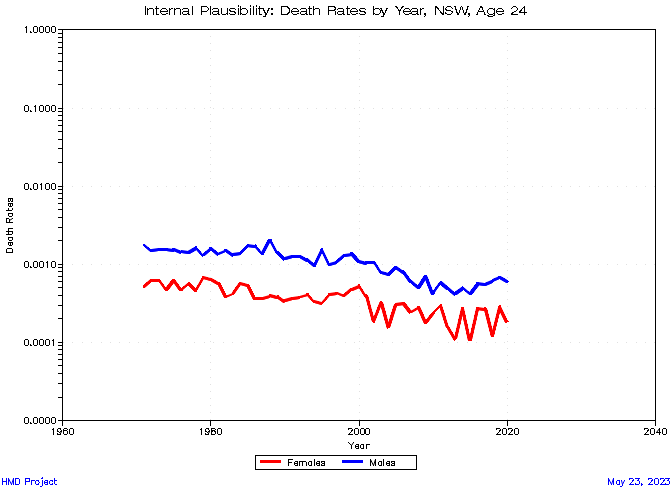 Internal Plausibility: Death Rates by Year, NSW, Age 24
1.0000
0.1000
0.0100
0.0010
0.0001
0.0000
Death Rates
1960 1980 2000 2020 2040
Year
Females Males
HMD Project May 23, 2023